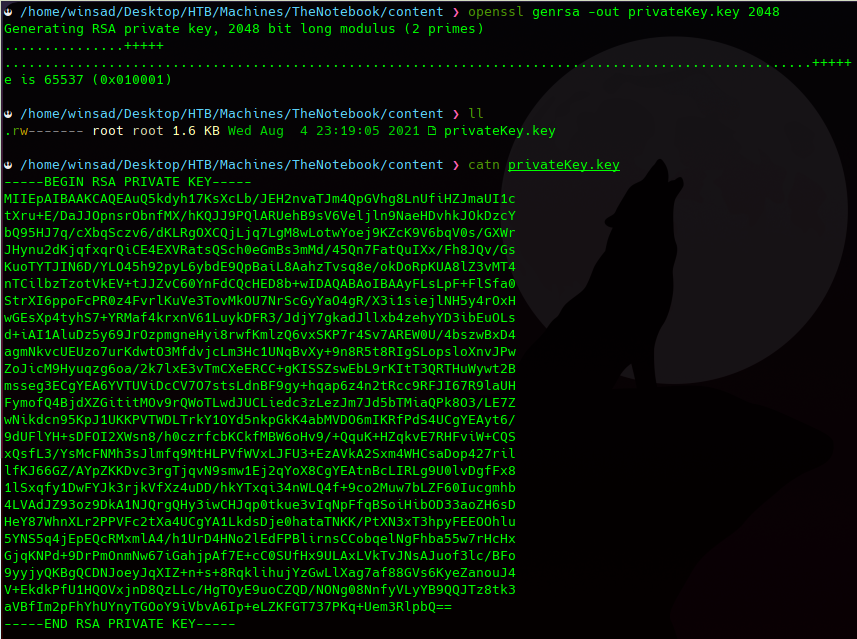 /home/winsad/Desktop/HTB/Machines/TheNotebook/content ❯ openssl genrsa -out privateKey.key 2048
Generating RSA private key, 2048 bit long modulus (2 primes)
...............+++++
.....................................................................................................+++++
e is 65537 (0x010001)
/home/winsad/Desktop/HTB/Machines/TheNotebook/content ❯ ll
.rw------- root root 1.6 KB Wed Aug  4 23:19:05 2021 privateKey.key
/home/winsad/Desktop/HTB/Machines/TheNotebook/content ❯ catn privateKey.key
-----BEGIN RSA PRIVATE KEY-----
MIIEpAIBAAKCAQEAuQ5kdyh17KsXcLb/JEH2nvaTJm4QpGVhg8LnUfiHZJmaUI1c
tXru+E/DaJJOpnsrObnfMX/hKQJJ9PQlARUehB9sV6Veljln9NaeHDvhkJOkDzcY
bQ95HJ7q/cXbqSczv6/dKLRgOXCQjLjq7LgM8wLotwYoej9KZcK9V6bqV0s/GXWr
JHynu2dKjqfxqrQiCE4EXVRatsQSch0eGmBs3mMd/45Qn7FatQuIXx/Fh8JQv/Gs
KuoTYTJIN6D/YLO45h92pyL6ybdE9QpBaiL8AahzTvsq8e/okDoRpKUA8lZ3vMT4
nTCilbzTzotVkEV+tJJZvC60YnFdCQcHED8b+wIDAQABAoIBAAyFLsLpF+FlSfa0
StrXI6ppoFcPR0z4FvrlKuVe3TovMkOU7NrScGyYaO4gR/X3i1siejlNH5y4rOxH
wGEsXp4tyhS7+YRMaf4krxnV61LuykDFR3/JdjY7gkadJllxb4zehyYD3ibEuOLs
d+iAI1AluDz5y69JrOzpmgneHyi8rwfKmlzQ6vxSKP7r4Sv7AREW0U/4bszwBxD4
agmNkvcUEUzo7urKdwtO3MfdvjcLm3Hc1UNqBvXy+9n8R5t8RIgSLopsloXnvJPw
ZoJicM9Hyuqzg6oa/2k7lxE3vTmCXeERCC+gKISSZswEbL9rKItT3QRTHuWywt2B
msseg3ECgYEA6YVTUViDcCV7O7stsLdnBF9gy+hqap6z4n2tRcc9RFJI67R9laUH
FymofQ4BjdXZGititMOv9rQWoTLwdJUCLiedc3zLezJm7Jd5bTMiaQPk8O3/LE7Z
wNikdcn95KpJ1UKKPVTWDLTrkY1OYd5nkpGkK4abMVDO6mIKRfPdS4UCgYEAyt6/
9dUFlYH+sDFOI2XWsn8/h0czrfcbKCkfMBW6oHv9/+QquK+HZqkvE7RHFviW+CQS
xQsfL3/YsMcFNMh3sJlmfq9MtHLPVfWVxLJFU3+EzAVkA2Sxm4WHCsaDop427ril
lfKJ66GZ/AYpZKKDvc3rgTjqvN9smw1Ej2qYoX8CgYEAtnBcLIRLg9U0lvDgfFx8
1lSxqfy1DwFYJk3rjkVfXz4uDD/hkYTxqi34nWLQ4f+9co2Muw7bLZF60Iucgmhb
4LVAdJZ93oz9DkA1NJQrgQHy3iwCHJqp0tkue3vIqNpFfqBSoiHibOD33aoZH6sD
HeY87WhnXLr2PPVFc2tXa4UCgYA1LkdsDje0hataTNKK/PtXN3xT3hpyFEEOOhlu
5YNS5q4jEpEQcRMxmlA4/h1UrD4HNo2lEdFPBlirnsCCobqelNgFhba55w7rHcHx
GjqKNPd+9DrPmOnmNw67iGahjpAf7E+cC0SUfHx9ULAxLVkTvJNsAJuof3lc/BFo
9yyjyQKBgQCDNJoeyJqXIZ+n+s+8RqklihujYzGwLlXag7af88GVs6KyeZanouJ4
V+EkdkPfU1HQOVxjnD8QzLLc/HgTOyE9uoCZQD/NONg08NnfyVLyYB9QQJTz8tk3
aVBfIm2pFhYhUYnyTGOoY9iVbvA6Ip+eLZKFGT737PKq+Uem3RlpbQ==
-----END RSA PRIVATE KEY-----